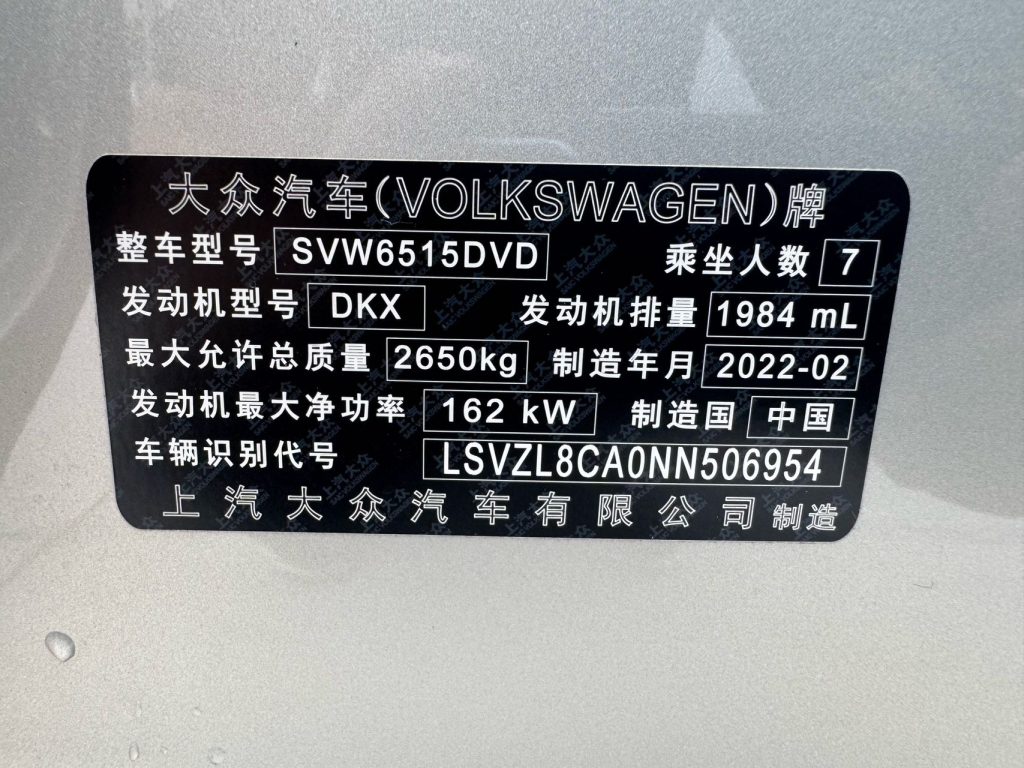 大众汽车(VOLKSWAGEN)牌
整车型号 SVW6515DVD 乘坐人数 7
发动机型号 DKX 发动机排量 1984 mL
最大允许总质量 2650kg 制造年月 2022-02
发动机最大净功率 162 kW 制造国 中国
车辆识别代号 LSVZL8CA0NN506954
上汽大众汽车有限公司 制造